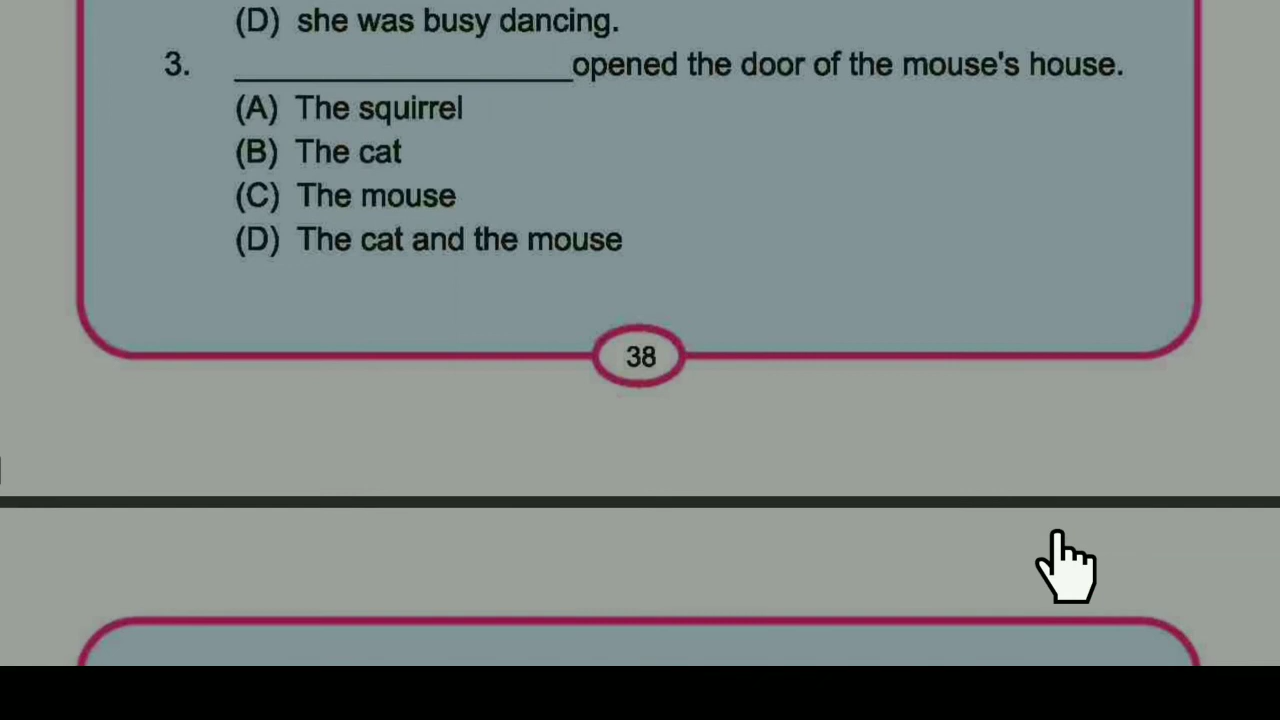 (D) she was busy dancing.
3. _________________opened the door of the mouse's house.
(A) The squirrel
(B) The cat
(C) The mouse
(D) The cat and the mouse
38